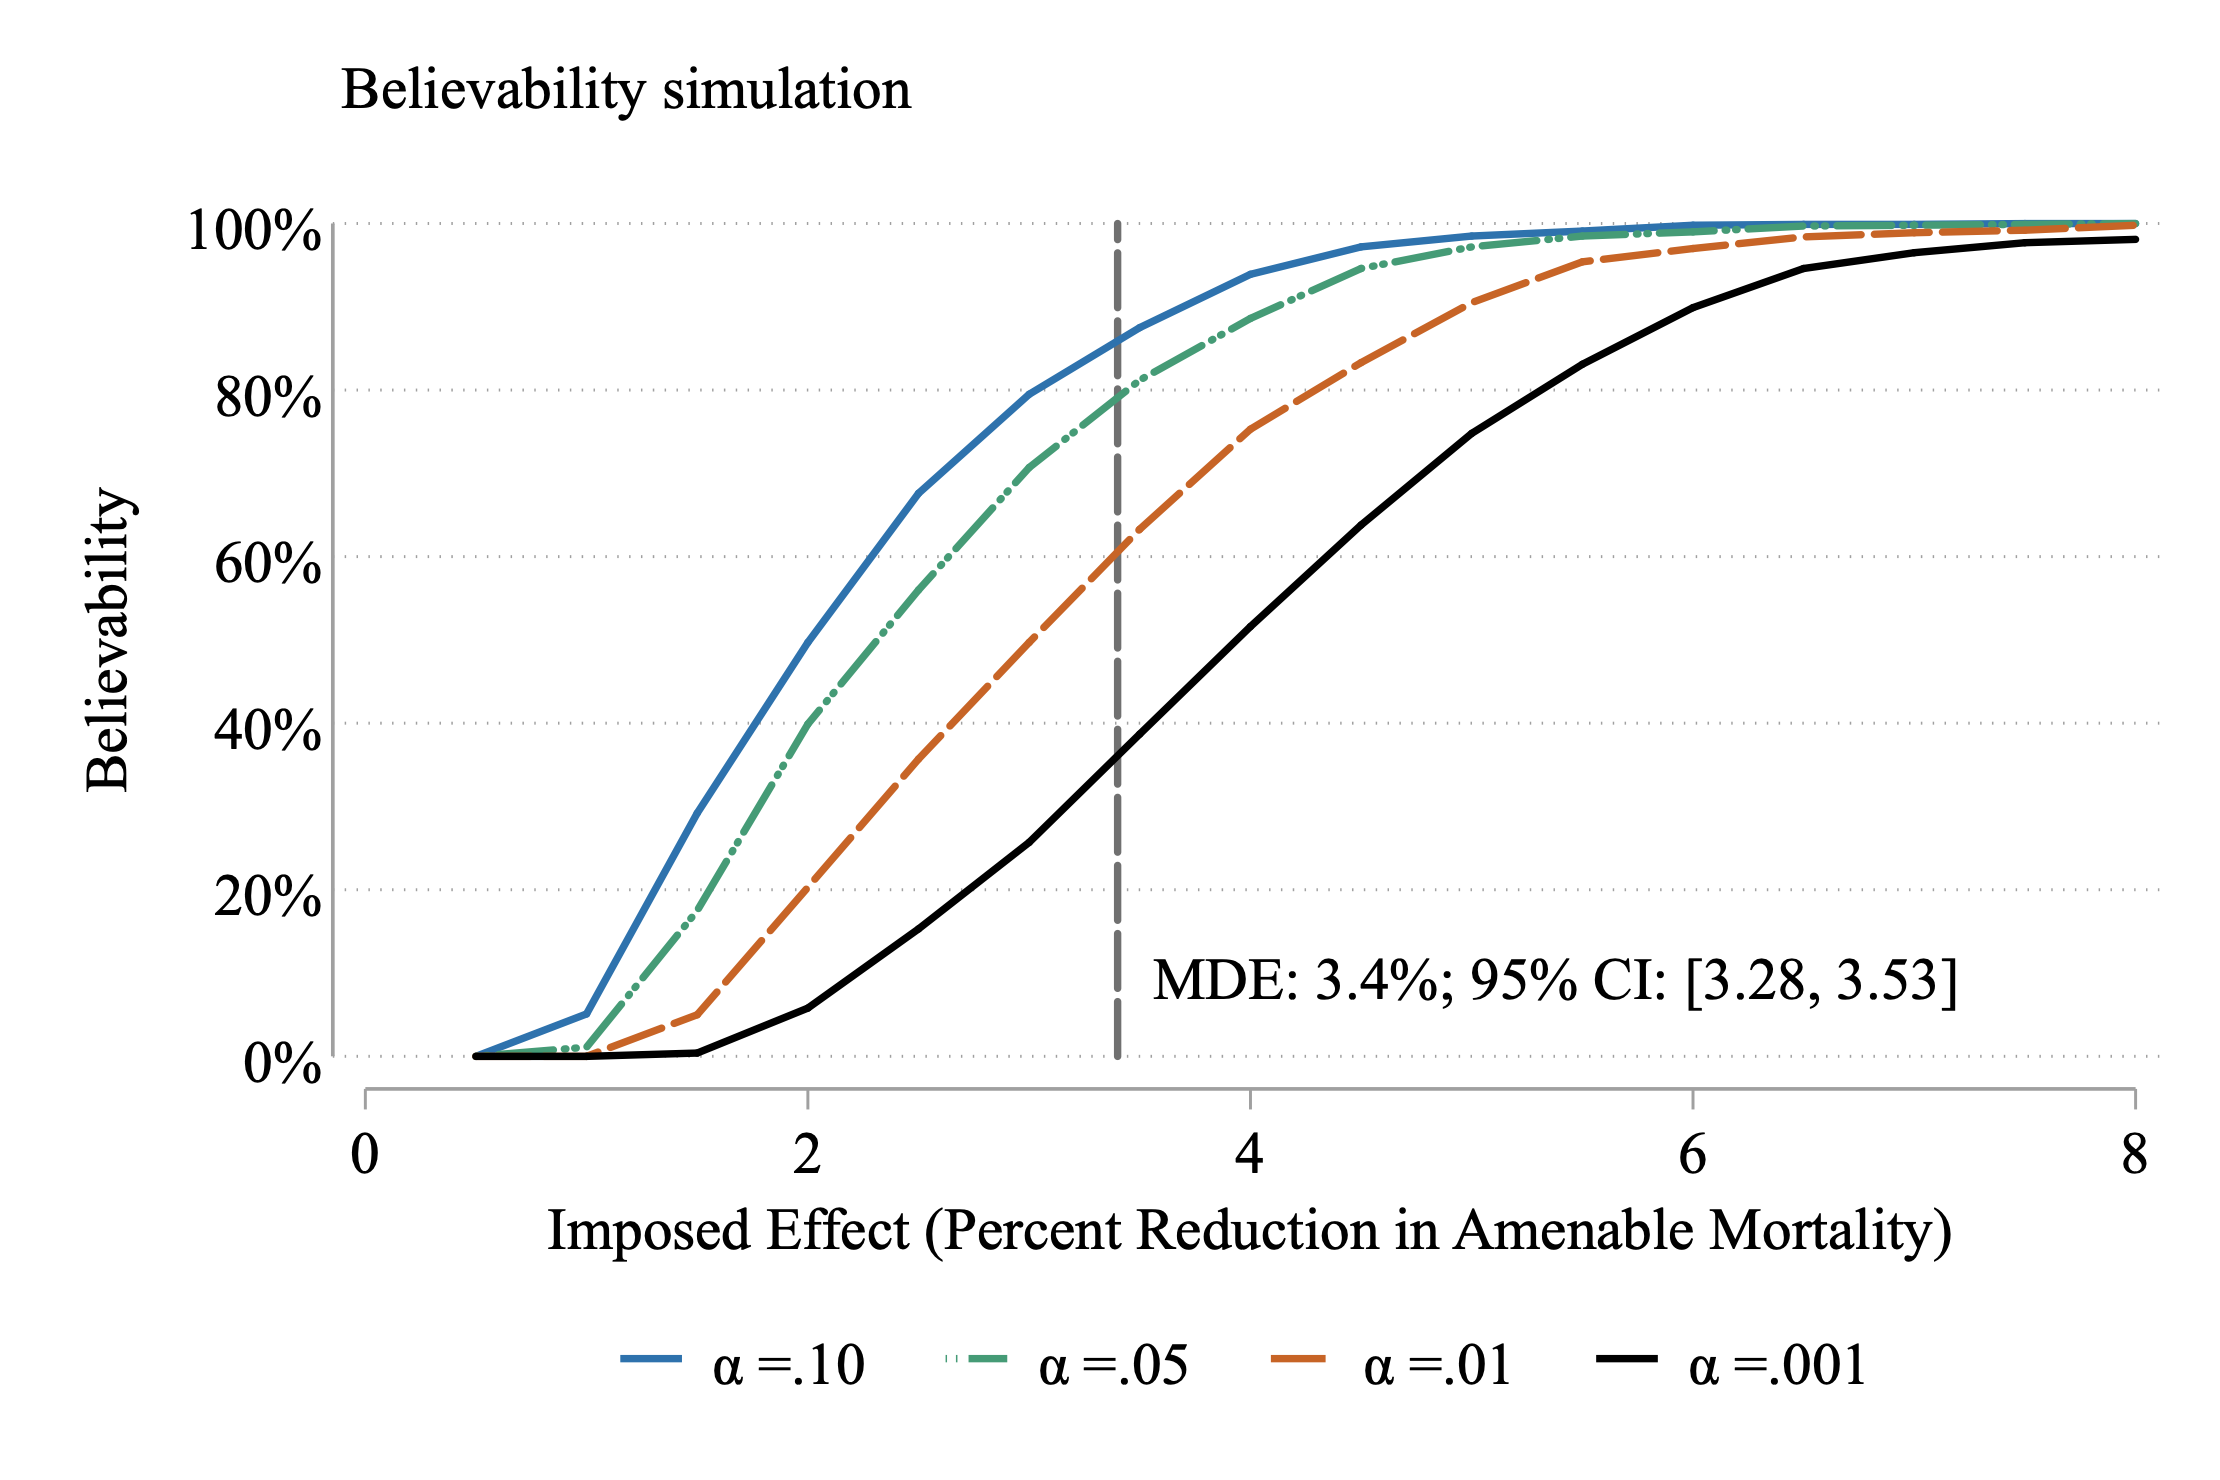 Believability simulation
100%
80%
60%
40%
20%
0%
Believability
MDE: 3.4%; 95% CI: [3.28, 3.53]
0 2 4 6 8
Imposed Effect (Percent Reduction in Amenable Mortality)
α =.10 α =.05 α =.01 α =.001